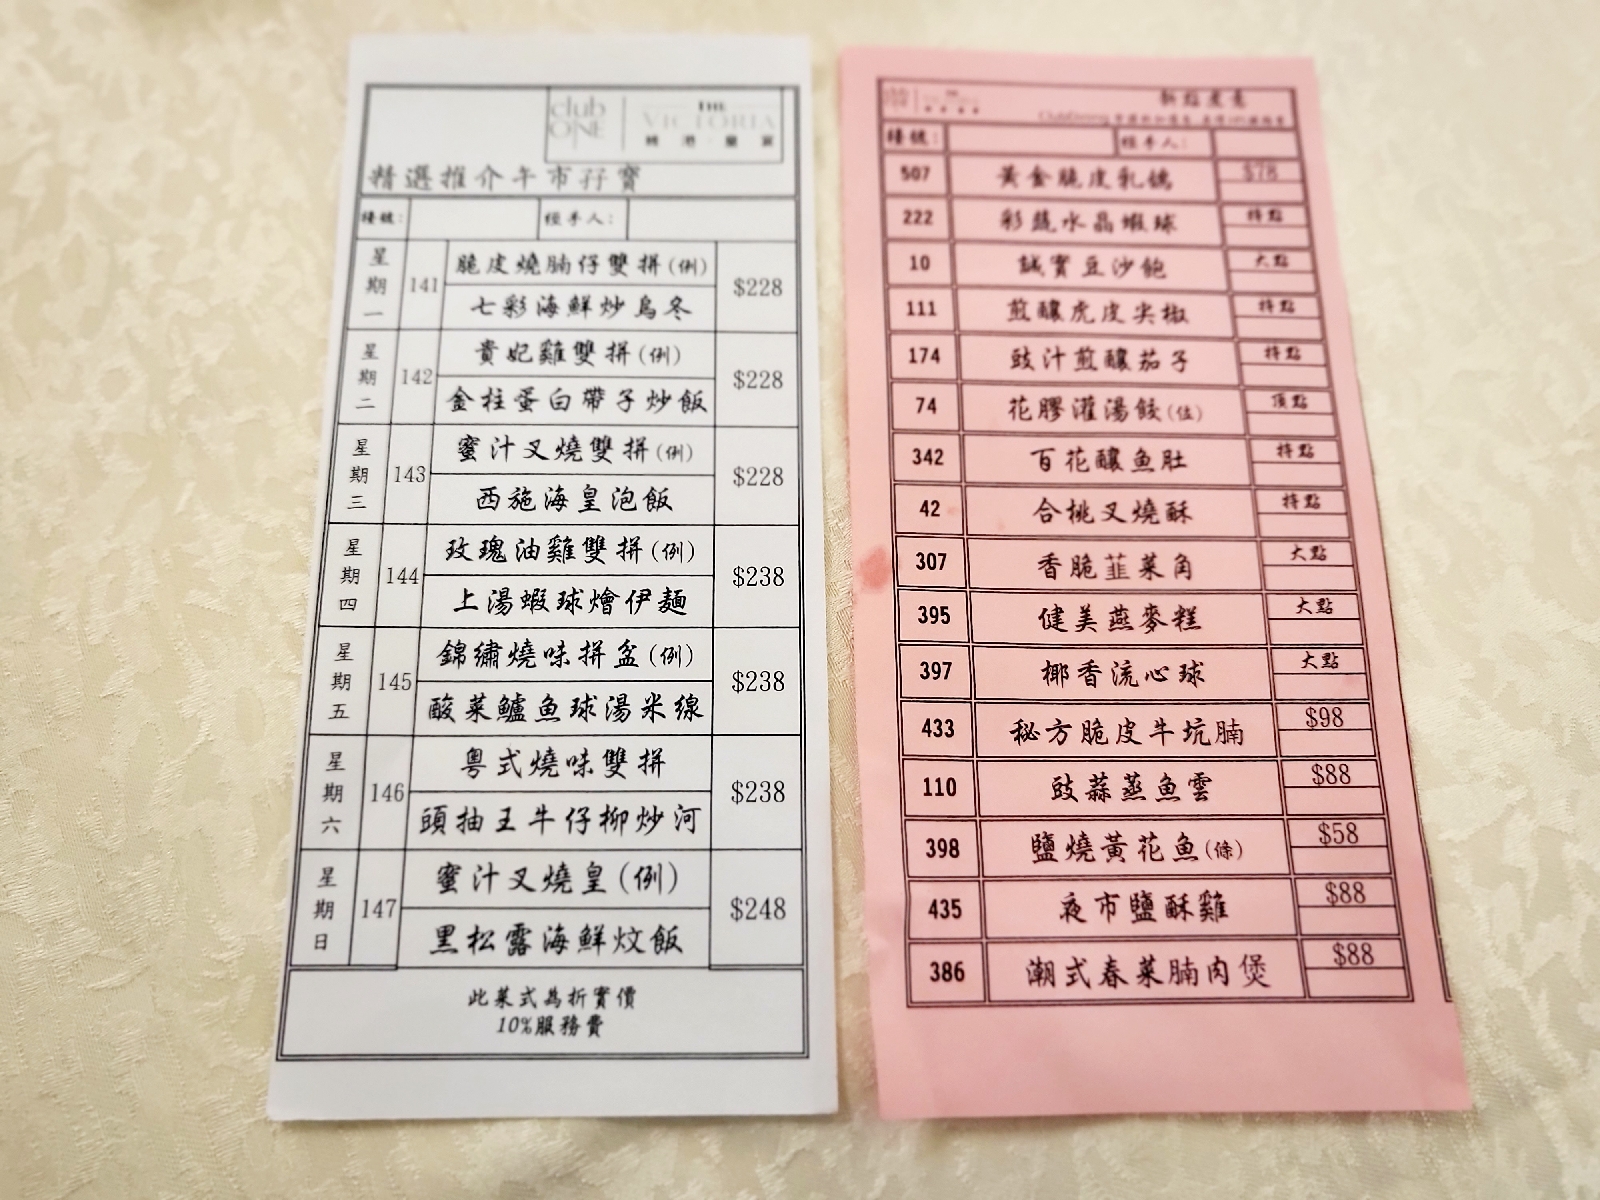 club
ONE
THE
VICTORIA
精選推介午市孖寶
檯號:
經手人:
星期一
141
脆皮燒腩仔雙拼(例)
七彩海鮮炒烏冬
$228
星期二
142
貴妃雞雙拼(例)
金柱蛋白帶子炒飯
$228
星期三
143
蜜汁叉燒雙拼(例)
西施海皇泡飯
$228
星期四
144
玫瑰油雞雙拼(例)
上湯蝦球燴伊麵
$238
星期五
145
錦繡燒味拼盆(例)
酸菜鱸魚球湯米線
$238
星期六
146
粵式燒味雙拼
頭抽王牛仔柳炒河
$238
星期日
147
蜜汁叉燒皇(例)
黑松露海鮮炆飯
$248
此菜式為折實價
10%服務費
檯號:
經手人:
507 黃金脆皮乳鴿 $78
222 彩蔬水晶蝦球 特點
10 誠實豆沙飽 大點
111 煎釀虎皮尖椒 特點
174 豉汁煎釀茄子 特點
74 花膠灌湯餃(位) 頂點
342 百花釀魚肚 特點
42 合桃叉燒酥 特點
307 香脆韮菜角 大點
395 健美燕麥糕 大點
397 椰香流心球 大點
433 秘方脆皮牛坑腩 $98
110 豉蒜蒸魚雲 $88
398 鹽燒黃花魚(條) $58
435 夜市鹽酥雞 $88
386 潮式春菜腩肉煲 $88